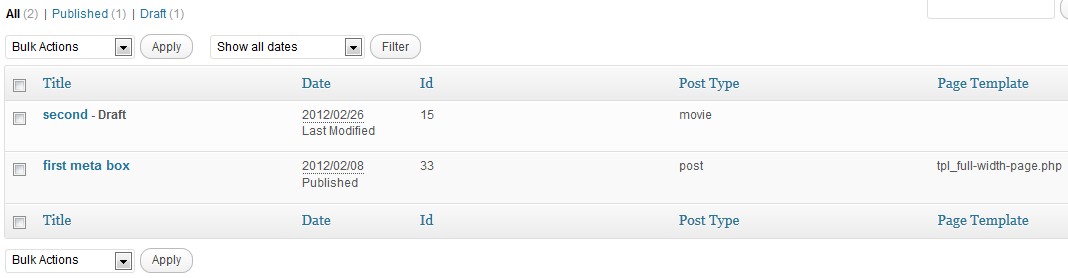 All (2) | Published (1) | Draft (1)
Bulk Actions Apply Show all dates Filter
Title Date Id Post Type Page Template
second - Draft 2012/02/26 15 movie
Last Modified
first meta box 2012/02/08 33 post tpl_full-width-page.php
Published
Title Date Id Post Type Page Template
Bulk Actions Apply